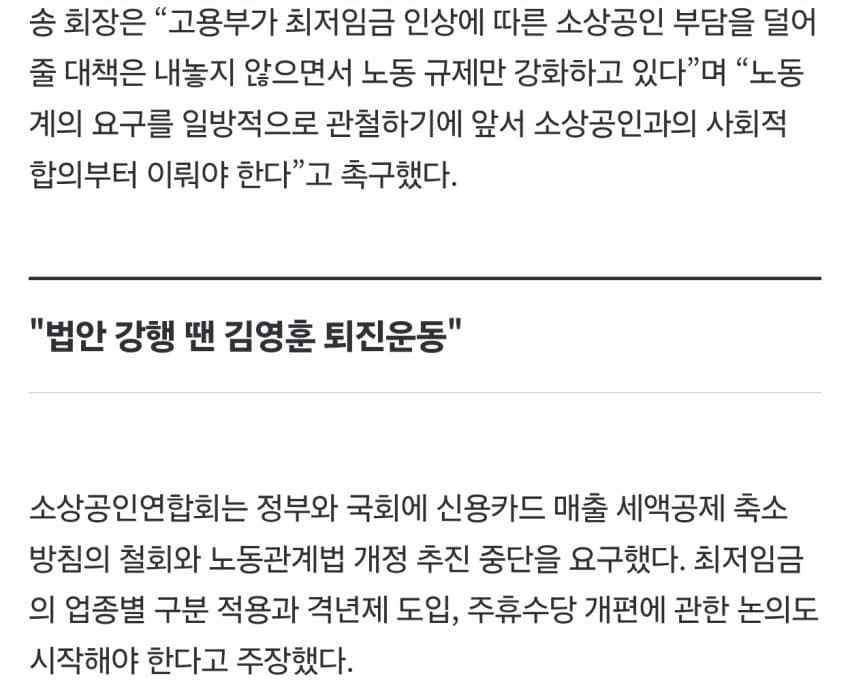 송 회장은 “고용부가 최저임금 인상에 따른 소상공인 부담을 덜어
줄 대책은 내놓지 않으면서 노동 규제만 강화하고 있다”며 “노동
계의 요구를 일방적으로 관철하기에 앞서 소상공인과의 사회적
합의부터 이뤄야 한다”고 촉구했다.
"법안 강행 땐 김영훈 퇴진운동"
소상공인연합회는 정부와 국회에 신용카드 매출 세액공제 축소
방침의 철회와 노동관계법 개정 추진 중단을 요구했다. 최저임금
의 업종별 구분 적용과 격년제 도입, 주휴수당 개편에 관한 논의도
시작해야 한다고 주장했다.